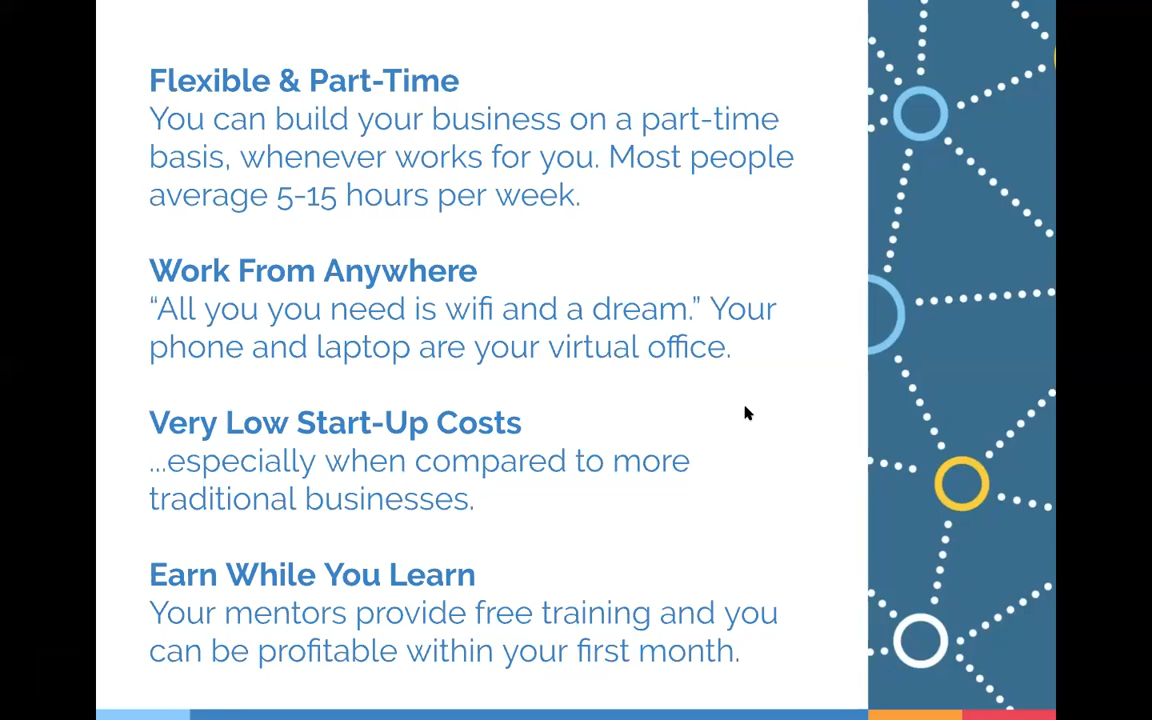 Flexible & Part-Time
You can build your business on a part-time
basis, whenever works for you. Most people
average 5-15 hours per week.
Work From Anywhere
“All you you need is wifi and a dream.” Your
phone and laptop are your virtual office.
Very Low Start-Up Costs
...especially when compared to more
traditional businesses.
Earn While You Learn
Your mentors provide free training and you
can be profitable within your first month.